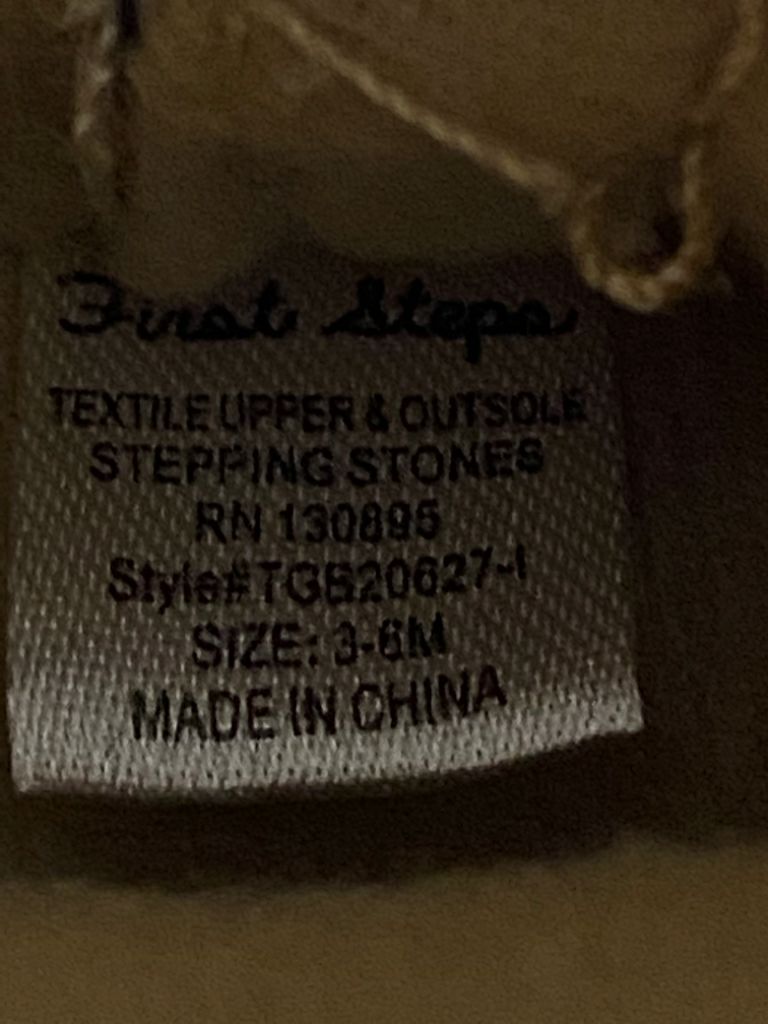 First Steps
TEXTILE UPPER & OUTSOLE
STEPPING STONES
RN 130895
Style#TGB20627-I
SIZE: 3-6M
MADE IN CHINA